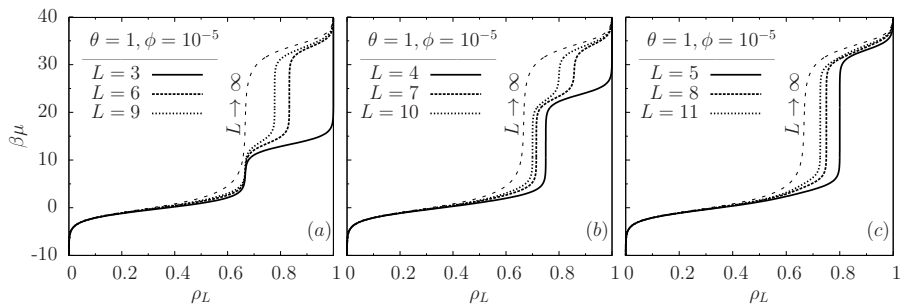 θ = 1, ϕ = 10⁻⁵
L = 3
L = 6
L = 9
L → ∞
(a)
θ = 1, ϕ = 10⁻⁵
L = 4
L = 7
L = 10
L → ∞
(b)
θ = 1, ϕ = 10⁻⁵
L = 5
L = 8
L = 11
L → ∞
(c)
βμ
40
30
20
10
0
-10
0 0.2 0.4 0.6 0.8 1 0 0.2 0.4 0.6 0.8 1 0 0.2 0.4 0.6 0.8 1
ρ_L ρ_L ρ_L